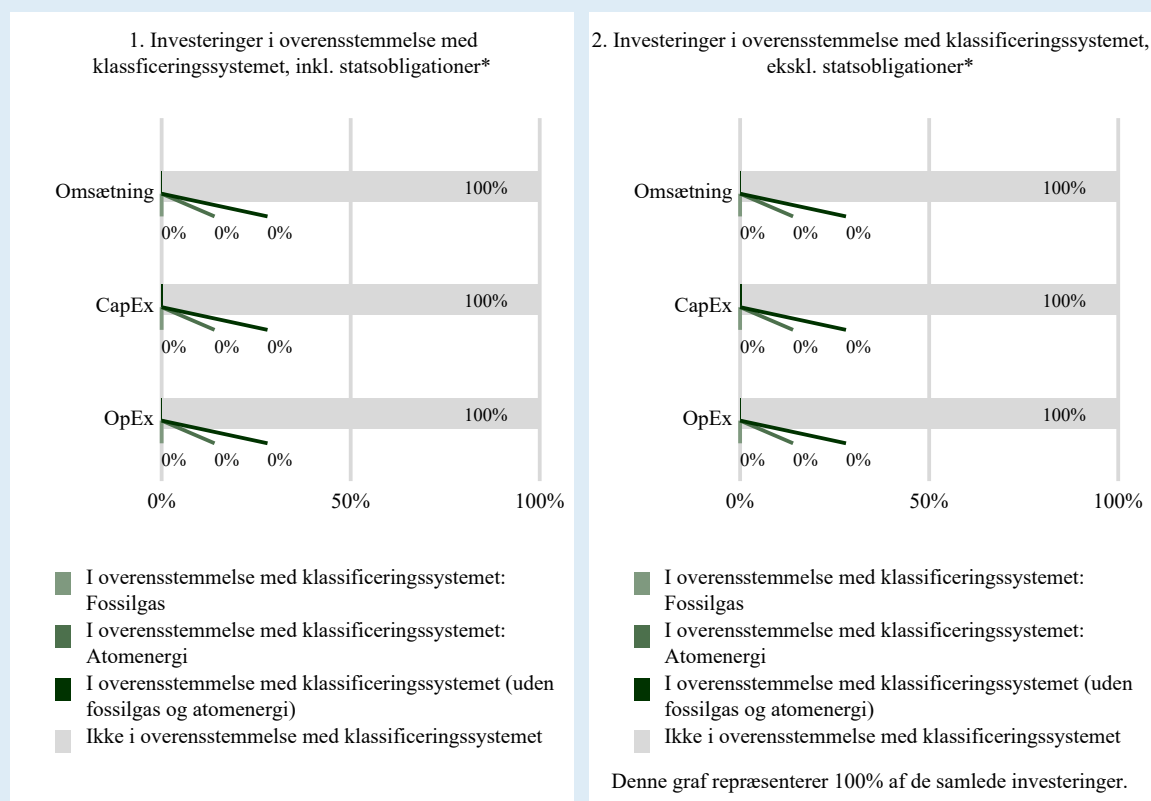 1. Investeringer i overensstemmelse med
klassficeringssystemet, inkl. statsobligationer*
Omsætning
100%
0% 0% 0%
CapEx
100%
0% 0% 0%
OpEx
100%
0% 0% 0%
0% 50% 100%
I overensstemmelse med klassificeringssystemet:
Fossilgas
I overensstemmelse med klassificeringssystemet:
Atomenergi
I overensstemmelse med klassificeringssystemet (uden
fossilgas og atomenergi)
Ikke i overensstemmelse med klassificeringssystemet
2. Investeringer i overensstemmelse med klassificeringssystemet,
ekskl. statsobligationer*
Omsætning
100%
0% 0% 0%
CapEx
100%
0% 0% 0%
OpEx
100%
0% 0% 0%
0% 50% 100%
I overensstemmelse med klassificeringssystemet:
Fossilgas
I overensstemmelse med klassificeringssystemet:
Atomenergi
I overensstemmelse med klassificeringssystemet (uden
fossilgas og atomenergi)
Ikke i overensstemmelse med klassificeringssystemet
Denne graf repræsenterer 100% af de samlede investeringer.